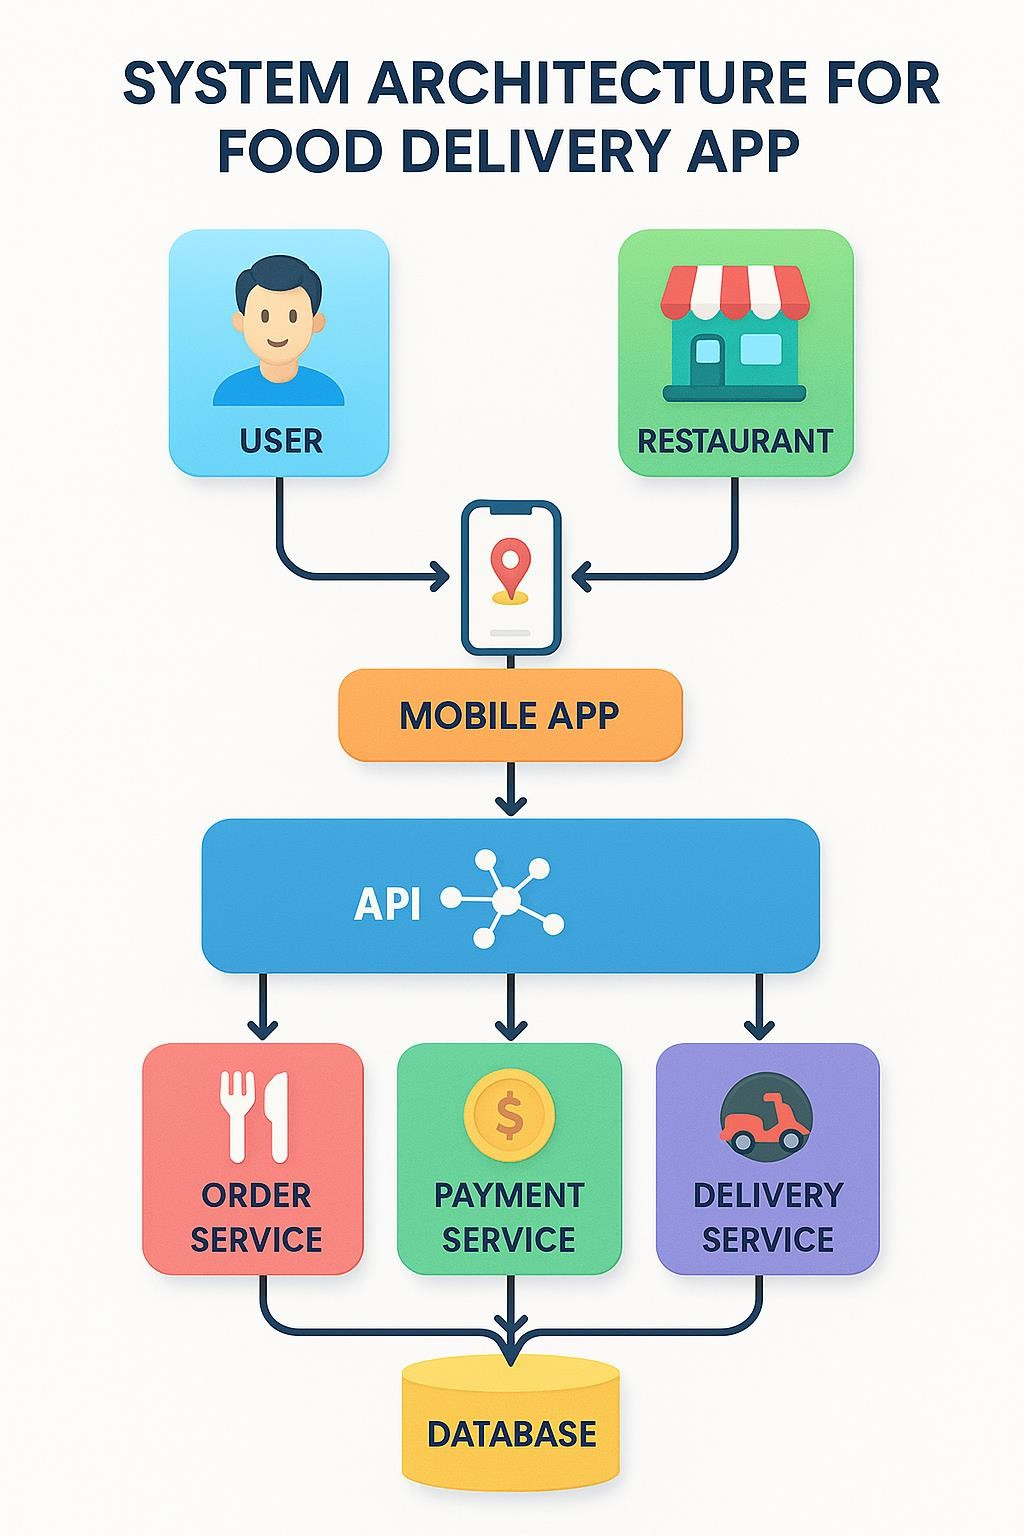 SYSTEM ARCHITECTURE FOR
FOOD DELIVERY APP
USER
RESTAURANT
MOBILE APP
API
ORDER
SERVICE
$
PAYMENT
SERVICE
DELIVERY
SERVICE
DATABASE